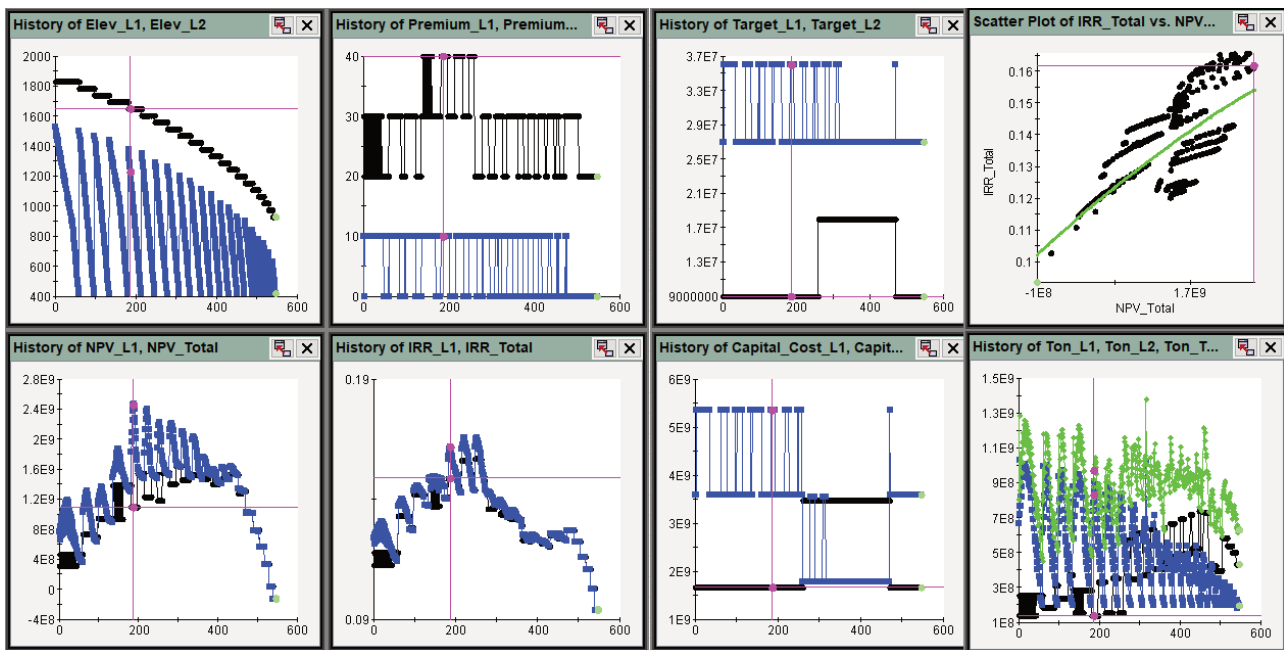 History of Elev_L1, Elev_L2
2000
1800
1600
1400
1200
1000
800
600
400
0 200 400 600
History of Premium_L1, Premium...
40
30
20
10
0
0 200 400 600
History of Target_L1, Target_L2
3.7E7
3.1E7
2.7E7
2.1E7
1.7E7
1.3E7
9000000
0 200 400 600
Scatter Plot of IRR_Total vs. NPV...
IRR_Total
0.16
0.15
0.14
0.13
0.12
0.11
0.1
-1E8 1.7E9
NPV_Total
History of NPV_L1, NPV_Total
2.8E9
2.4E9
2E9
1.6E9
1.2E9
8E8
4E8
0
-4E8
0 200 400 600
History of IRR_L1, IRR_Total
0.19
0.09
0 200 400 600
History of Capital_Cost_L1, Capit...
6E9
5E9
4E9
3E9
2E9
1E9
0 200 400 600
History of Ton_L1, Ton_L2, Ton_T...
1.5E9
1.3E9
1.1E9
9E8
7E8
5E8
3E8
1E8
0 200 400 600